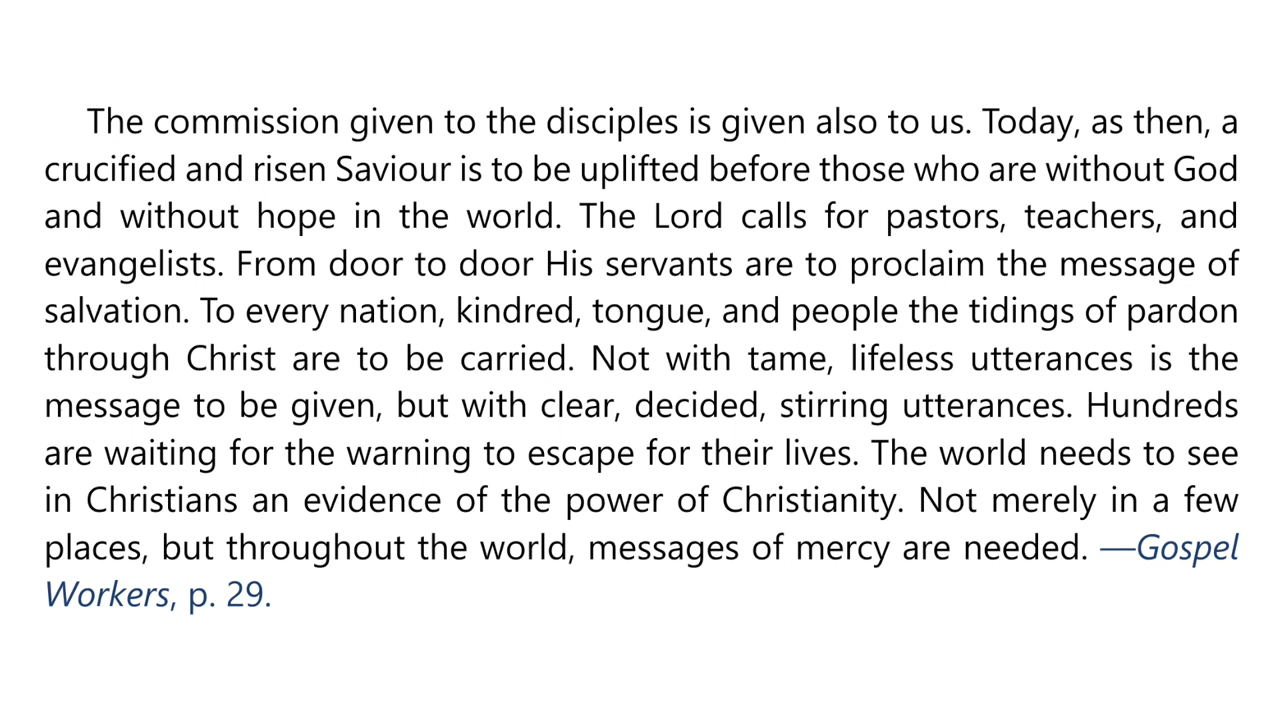 The commission given to the disciples is given also to us. Today, as then, a
crucified and risen Saviour is to be uplifted before those who are without God
and without hope in the world. The Lord calls for pastors, teachers, and
evangelists. From door to door His servants are to proclaim the message of
salvation. To every nation, kindred, tongue, and people the tidings of pardon
through Christ are to be carried. Not with tame, lifeless utterances is the
message to be given, but with clear, decided, stirring utterances. Hundreds
are waiting for the warning to escape for their lives. The world needs to see
in Christians an evidence of the power of Christianity. Not merely in a few
places, but throughout the world, messages of mercy are needed. —Gospel
Workers, p. 29.